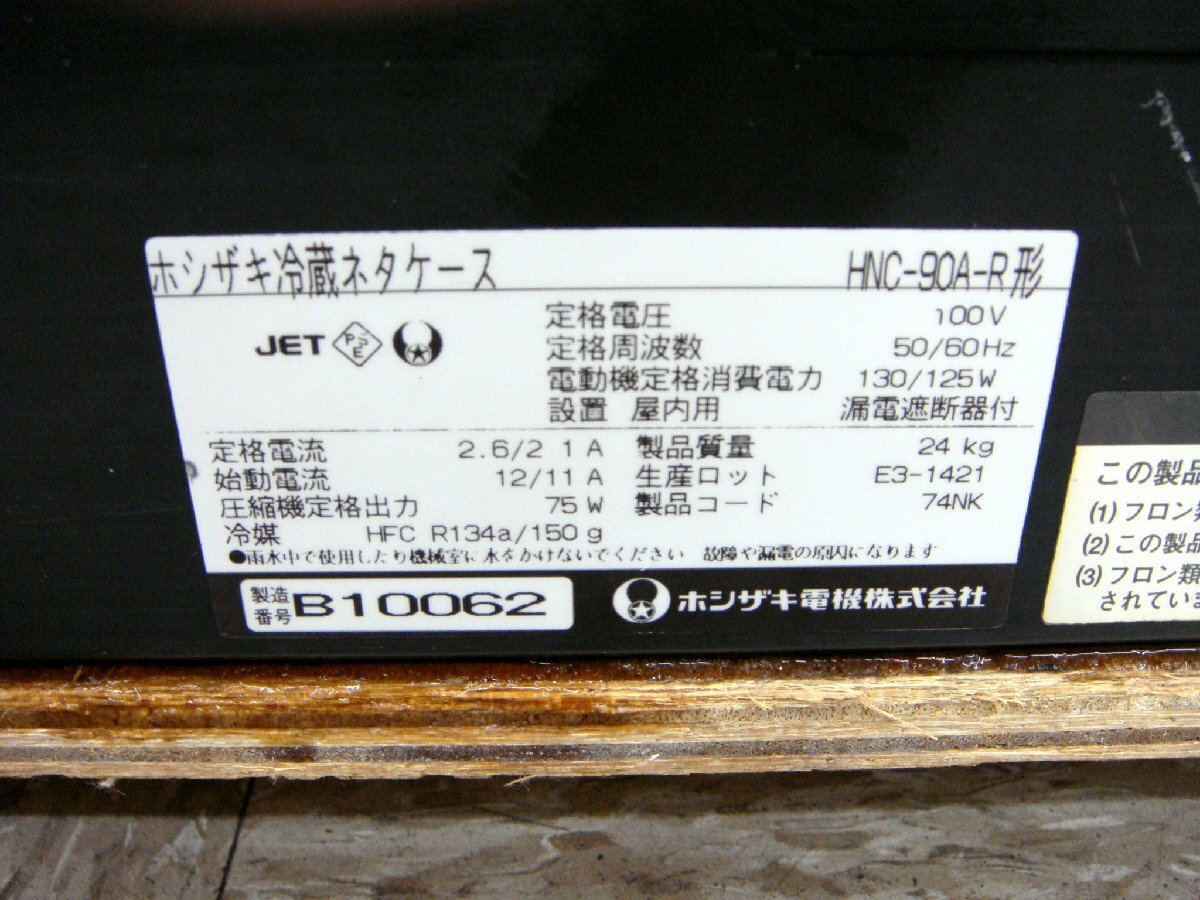 ホシザキ冷蔵ネタケース HNC-90A-R形
JET PSE
定格電圧 100V
定格周波数 50/60Hz
電動機定格消費電力 130/125W
設置 屋内用 漏電遮断器付
定格電流 2.6/2 1 A 製品質量 24 kg
始動電流 12/11 A 生産ロット E3-1421
圧縮機定格出力 75 W 製品コード 74NK
冷媒 HFC R134a/150 g
●雨水中で使用したり機械室に水をかけないでください 故障や漏電の原因になります
製造番号 B10062 ホシザキ電機株式会社
この製品
(1) フロン類
(2) この製品
(3) フロン類
されていま